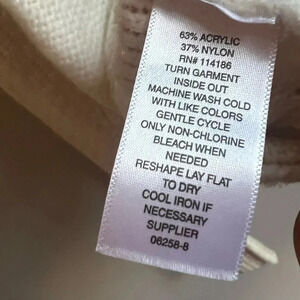 63% ACRYLIC
37% NYLON
RN# 114186
TURN GARMENT
INSIDE OUT
MACHINE WASH COLD
WITH LIKE COLORS
GENTLE CYCLE
ONLY NON-CHLORINE
BLEACH WHEN
NEEDED
RESHAPE LAY FLAT
TO DRY
COOL IRON IF
NECESSARY
SUPPLIER
06258-8